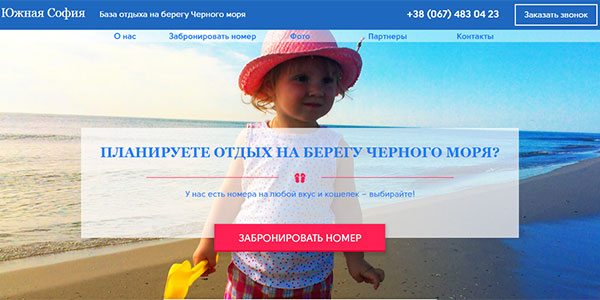 Южная София
База отдыха на берегу Черного моря
+38 (067) 483 04 23
Заказать звонок
О нас
Забронировать номер
Фото
Партнеры
Контакты
ПЛАНИРУЕТЕ ОТДЫХ НА БЕРЕГУ ЧЕРНОГО МОРЯ?
У нас есть номера на любой вкус и кошелек – выбирайте!
ЗАБРОНИРОВАТЬ НОМЕР